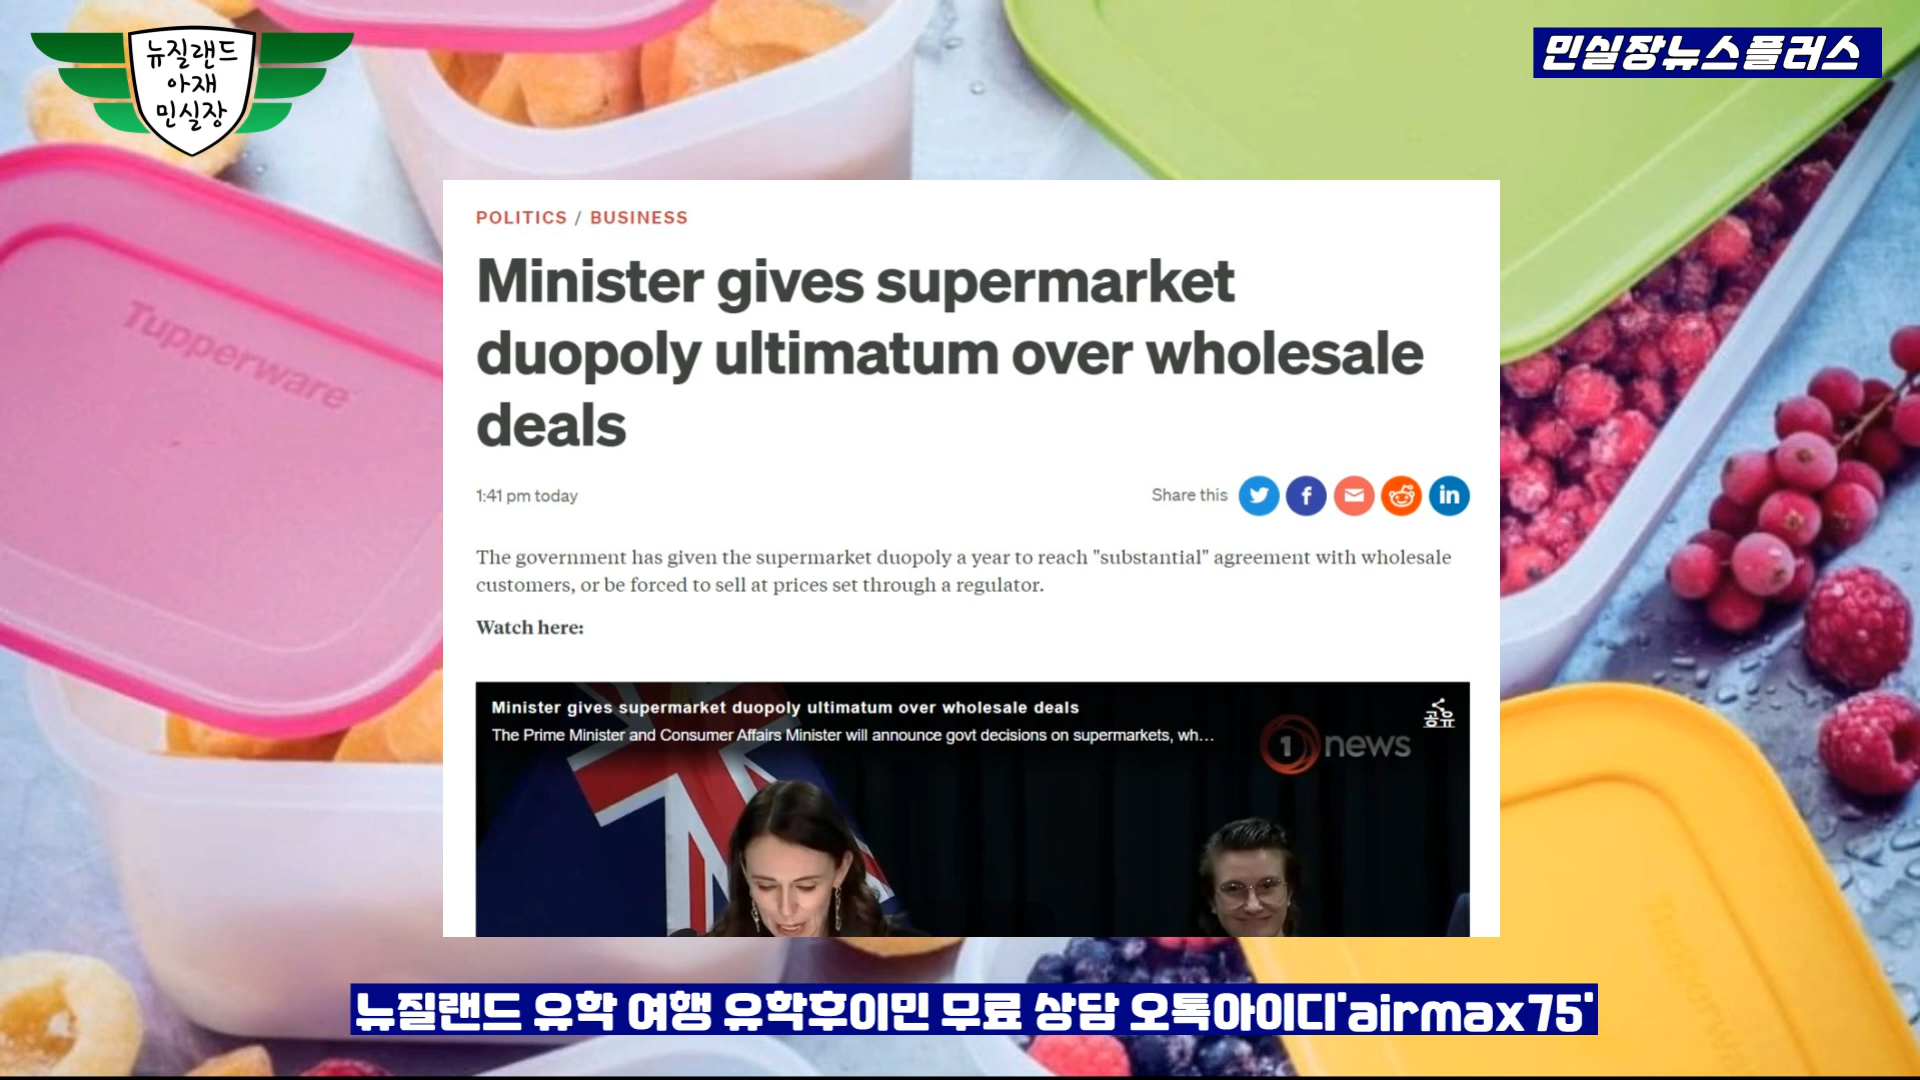 뉴질랜드
아재
민실장
민실장뉴스플러스
Tupperware
POLITICS / BUSINESS
Minister gives supermarket
duopoly ultimatum over wholesale
deals
1:41 pm today
Share this
The government has given the supermarket duopoly a year to reach "substantial" agreement with wholesale
customers, or be forced to sell at prices set through a regulator.
Watch here:
Minister gives supermarket duopoly ultimatum over wholesale deals
The Prime Minister and Consumer Affairs Minister will announce govt decisions on supermarkets, wh...
공유
1 news
Tupperware
뉴질랜드 유학 여행 유학후이민 무료 상담 오톡아이디'airmax75'